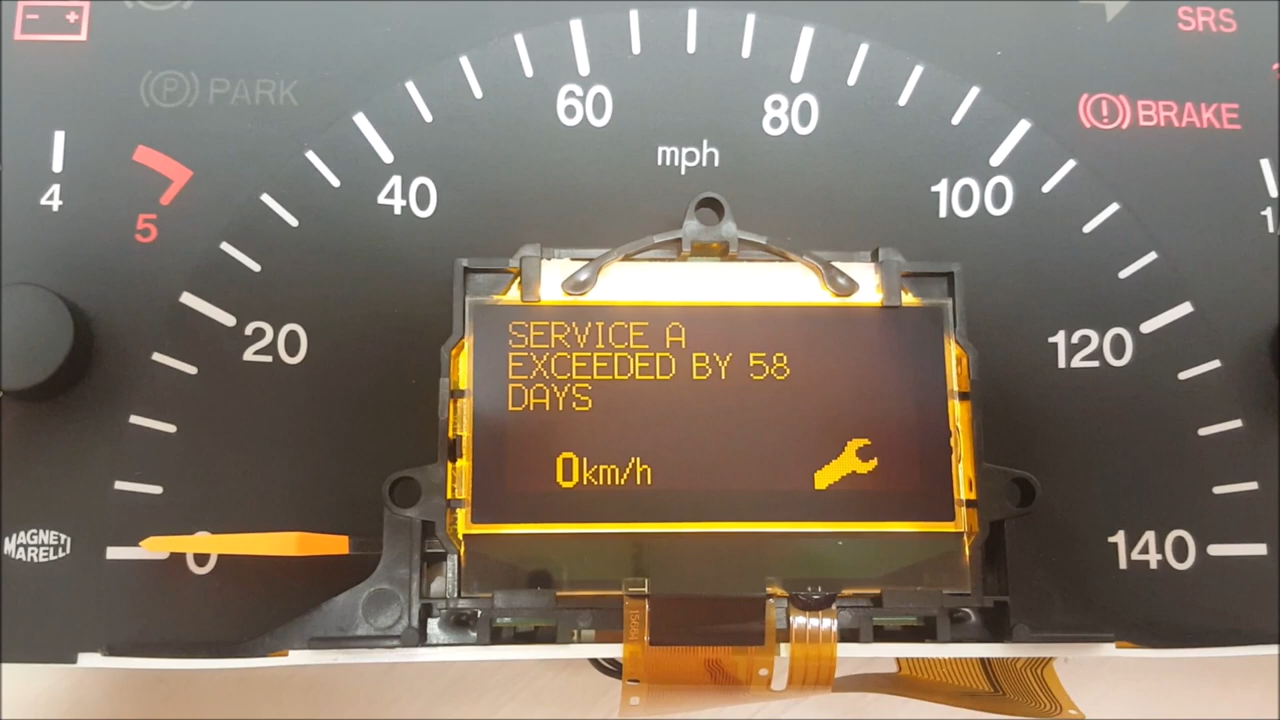 SRS
(P) PARK
(!) BRAKE
60
80
mph
4
5
40
100
20
120
SERVICE A
EXCEEDED BY 58
DAYS
0km/h
MAGNETI
MARELLI
0
140
15664